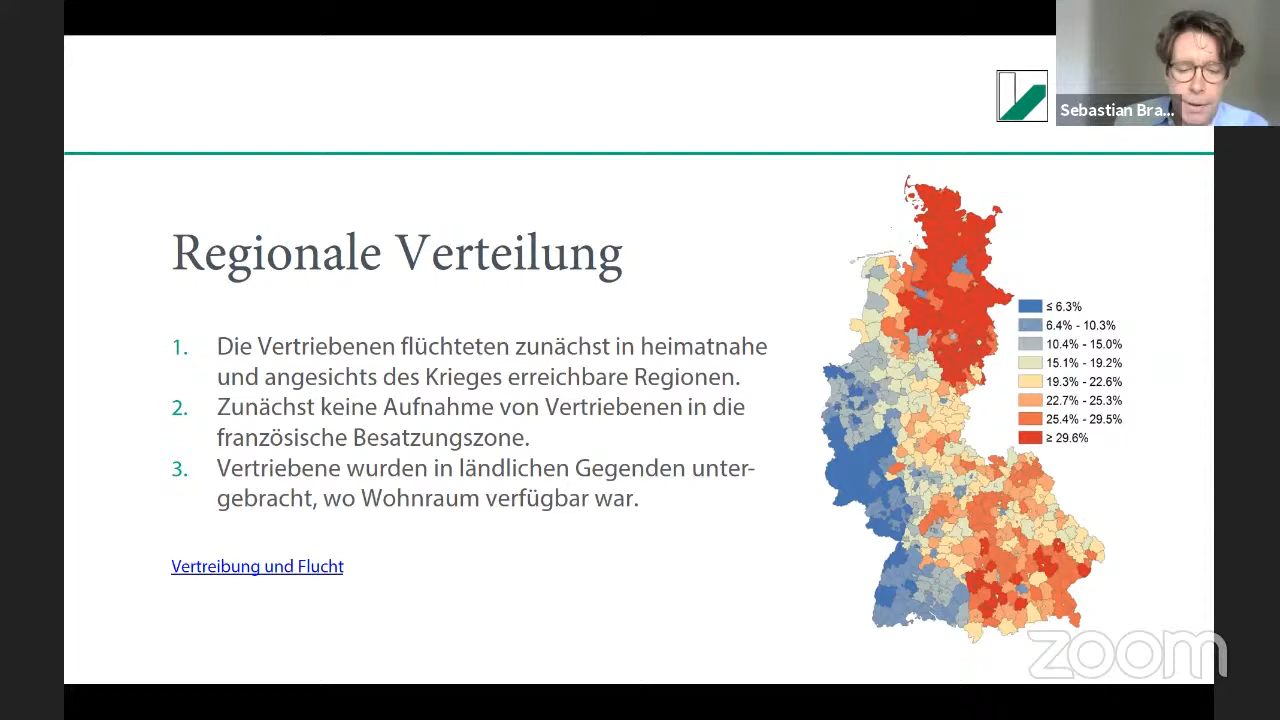 Sebastian Bra...
Regionale Verteilung
1. Die Vertriebenen flüchteten zunächst in heimatnahe
und angesichts des Krieges erreichbare Regionen.
2. Zunächst keine Aufnahme von Vertriebenen in die
französische Besatzungszone.
3. Vertriebene wurden in ländlichen Gegenden unter-
gebracht, wo Wohnraum verfügbar war.
Vertreibung und Flucht
≤ 6.3%
6.4% - 10.3%
10.4% - 15.0%
15.1% - 19.2%
19.3% - 22.6%
22.7% - 25.3%
25.4% - 29.5%
≥ 29.6%
zoom